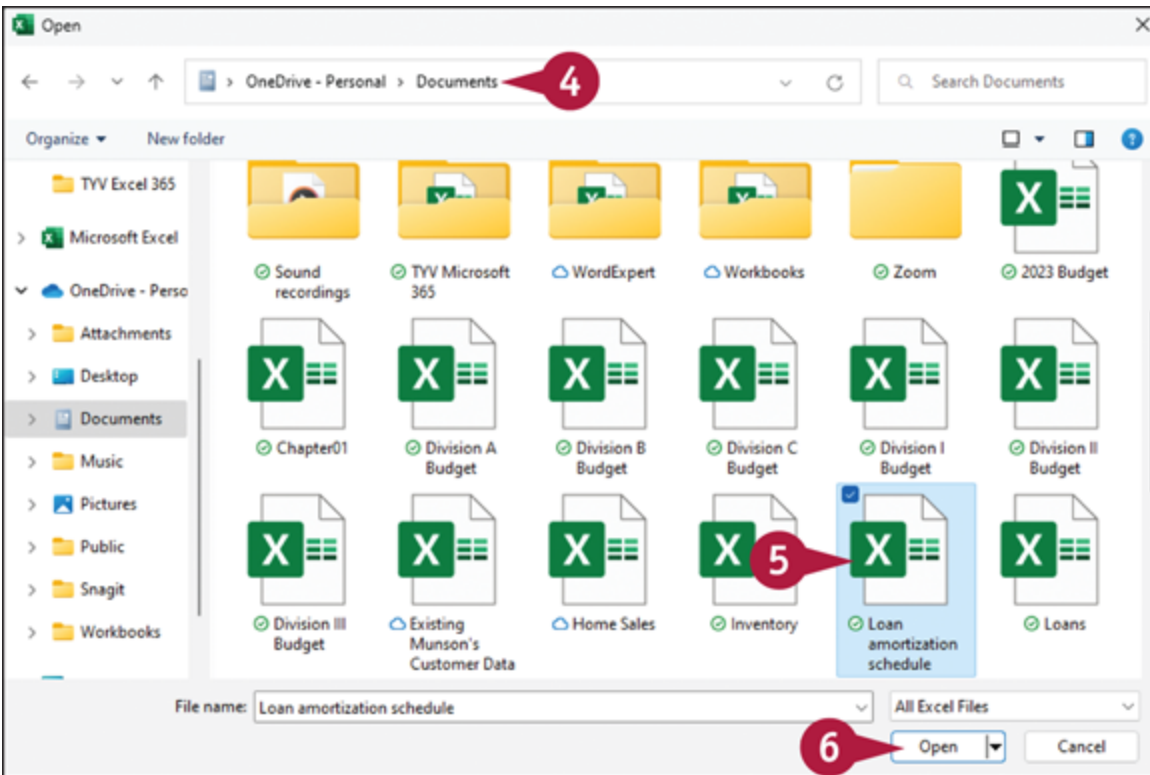 Open
OneDrive - Personal > Documents
4
Search Documents
Organize
New folder
TYV Excel 365
Microsoft Excel
OneDrive - Perso
Attachments
Desktop
Documents
Music
Pictures
Public
Snagit
Workbooks
Sound
recordings
TYV Microsoft
365
WordExpert
Workbooks
Zoom
2023 Budget
Chapter01
Division A
Budget
Division B
Budget
Division C
Budget
Division I
Budget
Division II
Budget
Division III
Budget
Existing
Munson's
Customer Data
Home Sales
Inventory
5
Loan
amortization
schedule
Loans
File name:
Loan amortization schedule
All Excel Files
6
Open
Cancel